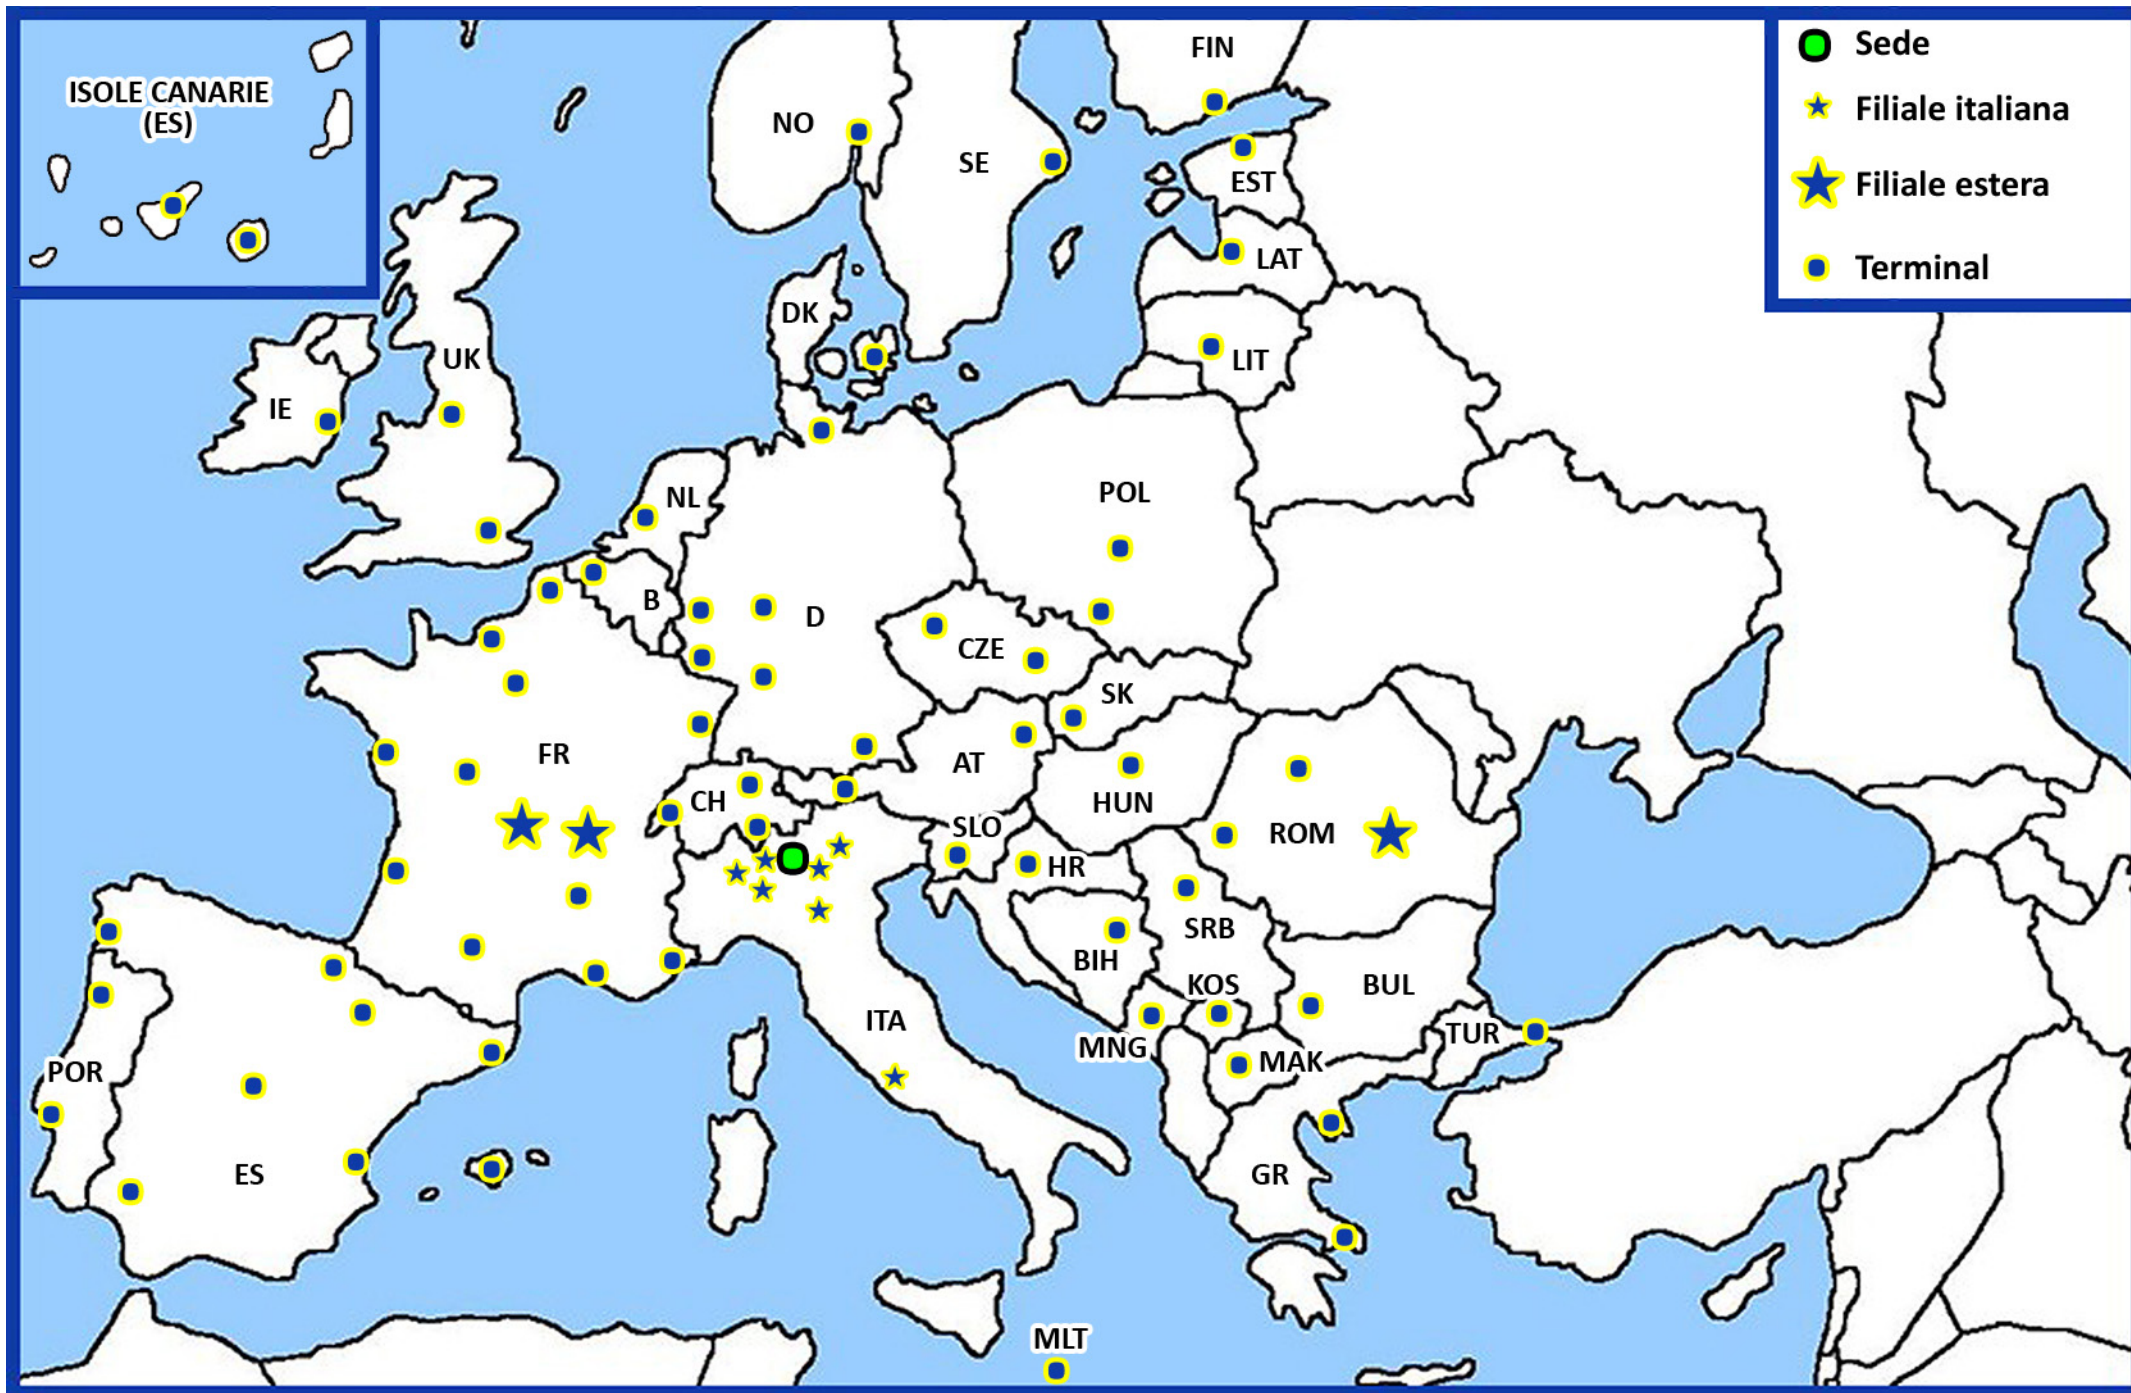 ISOLE CANARIE
(ES)
Sede
Filiale italiana
Filiale estera
Terminal
FIN
NO
SE
EST
LAT
DK
UK
LIT
IE
NL
POL
B
D
CZE
SK
FR
AT
CH
HUN
SLO
ROM
HR
SRB
BIH
KOS
BUL
ITA
TUR
MNG
MAK
POR
ES
GR
MLT